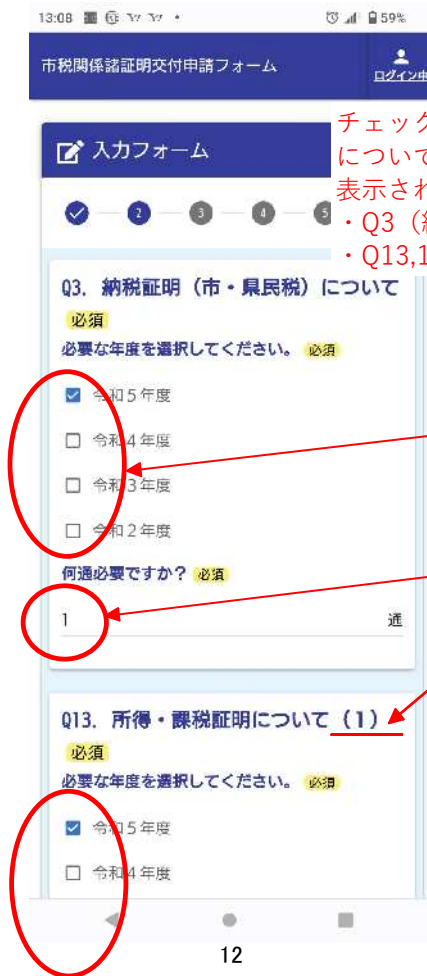 13:08
59%
市税関係諸証明交付申請フォーム
ログイン中
入力フォーム
チェック
について
表示され
・Q3（
・Q13,1
2
3
4
5
Q3. 納税証明（市・県民税）について
必須
必要な年度を選択してください。 必須
令和５年度
令和４年度
令和３年度
令和２年度
何通必要ですか？ 必須
1 通
Q13. 所得・課税証明について（1）
必須
必要な年度を選択してください。 必須
令和５年度
令和４年度
12